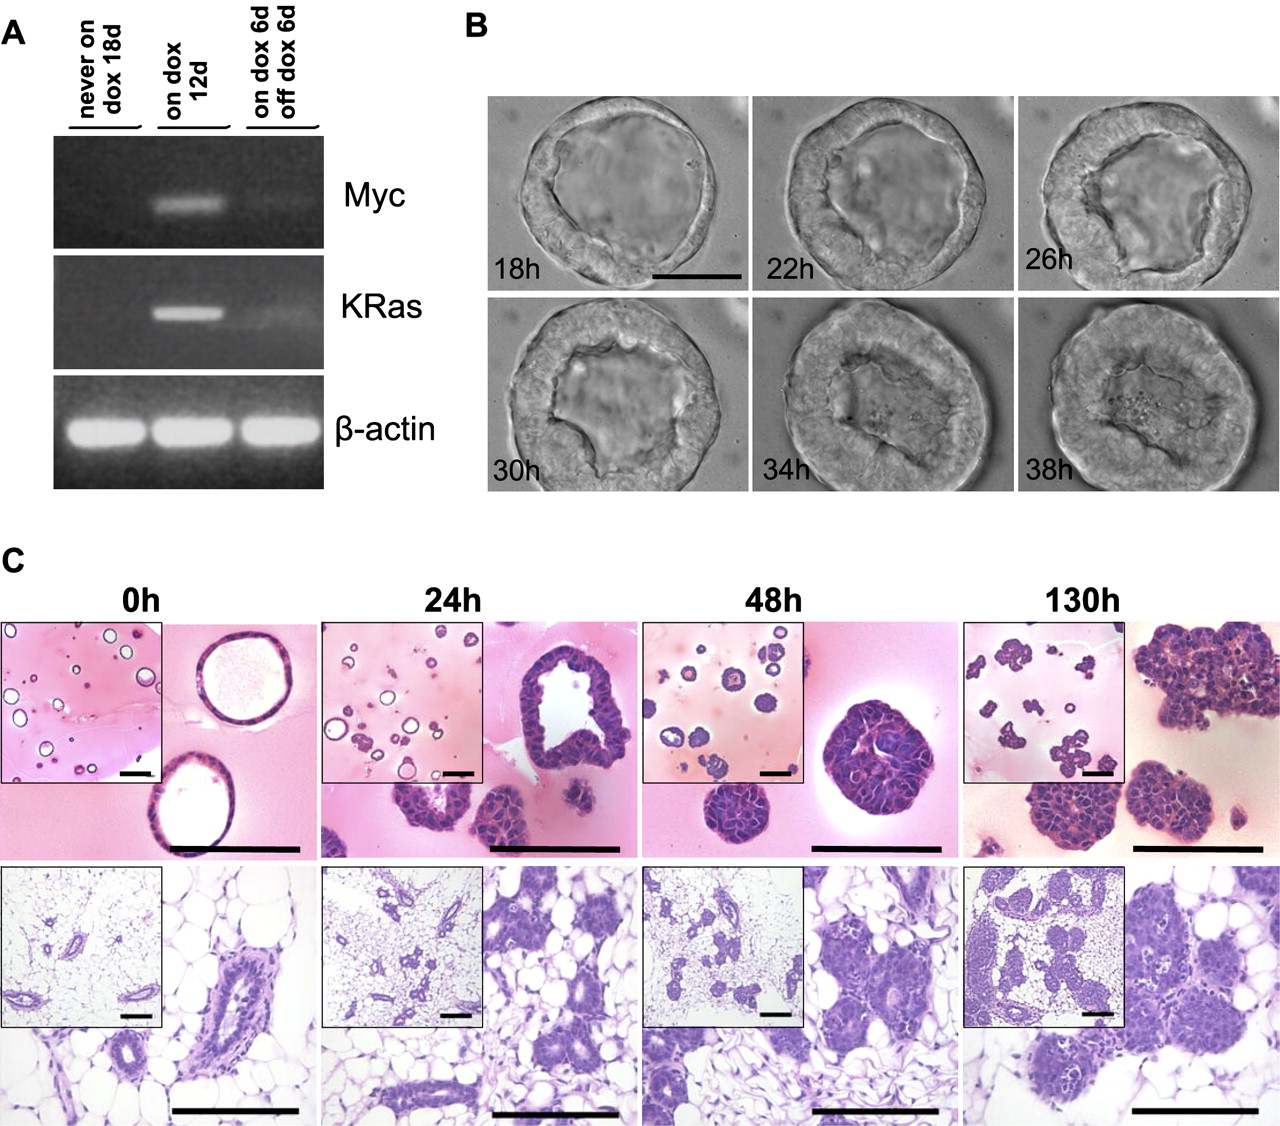 A
never on
dox 18d
on dox
12d
on dox 6d
off dox 6d
Myc
KRas
β-actin
B
18h
22h
26h
30h
34h
38h
C
0h
24h
48h
130h